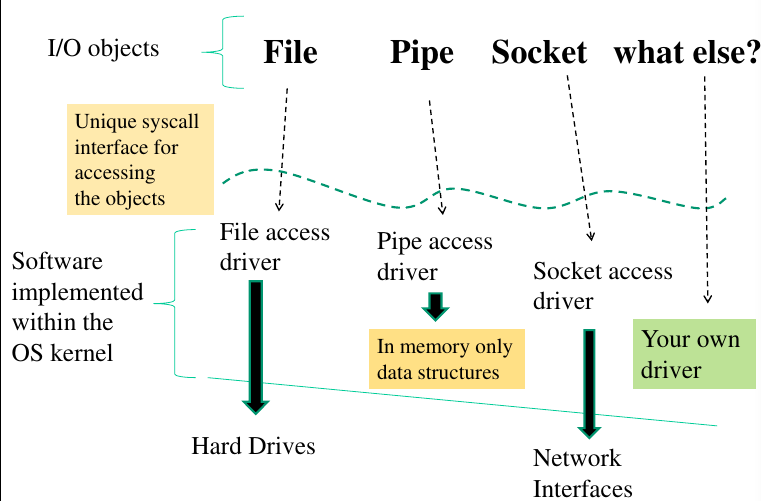 I/O objects
File
Pipe
Socket
what else?
Unique syscall
interface for
accessing
the objects
File access
driver
Pipe access
driver
Socket access
driver
Software
implemented
within the
OS kernel
In memory only
data structures
Your own
driver
Hard Drives
Network
Interfaces